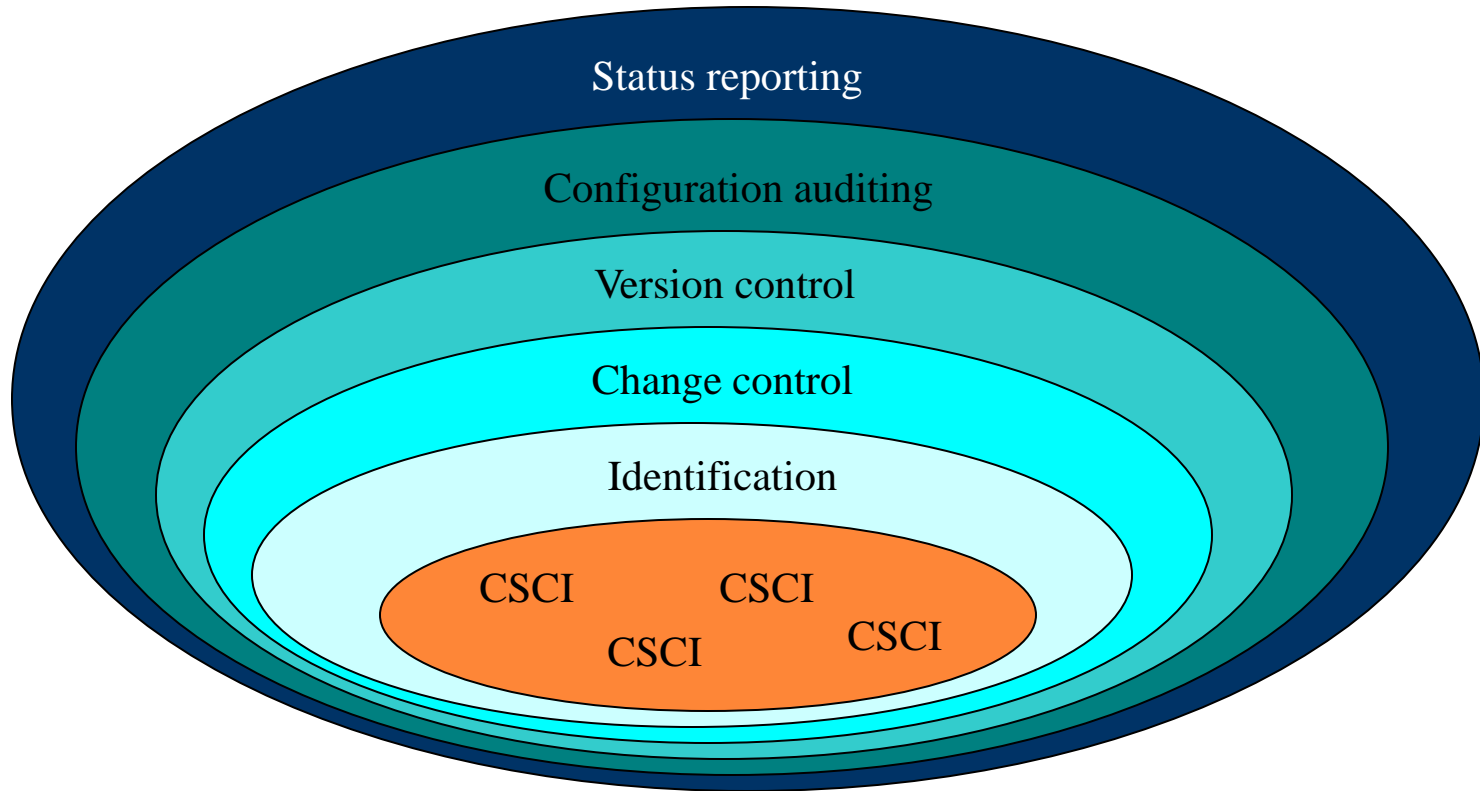 Status reporting
Configuration auditing
Version control
Change control
Identification
CSCI CSCI
CSCI CSCI